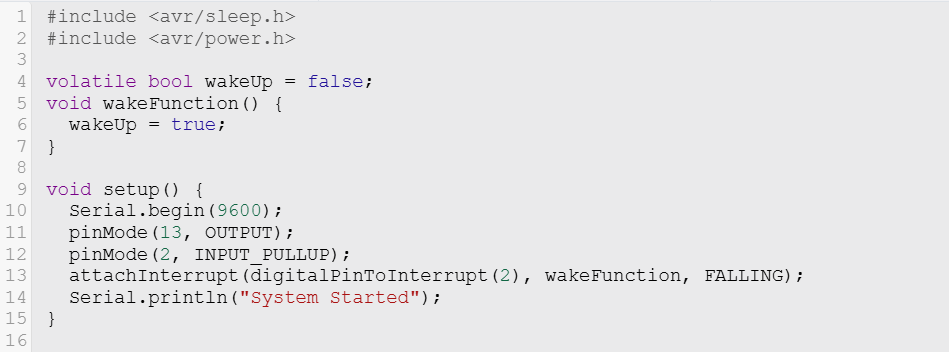 1 #include <avr/sleep.h>
2 #include <avr/power.h>
3
4 volatile bool wakeUp = false;
5 void wakeFunction() {
6   wakeUp = true;
7 }
8
9 void setup() {
10   Serial.begin(9600);
11   pinMode(13, OUTPUT);
12   pinMode(2, INPUT_PULLUP);
13   attachInterrupt(digitalPinToInterrupt(2), wakeFunction, FALLING);
14   Serial.println("System Started");
15 }
16